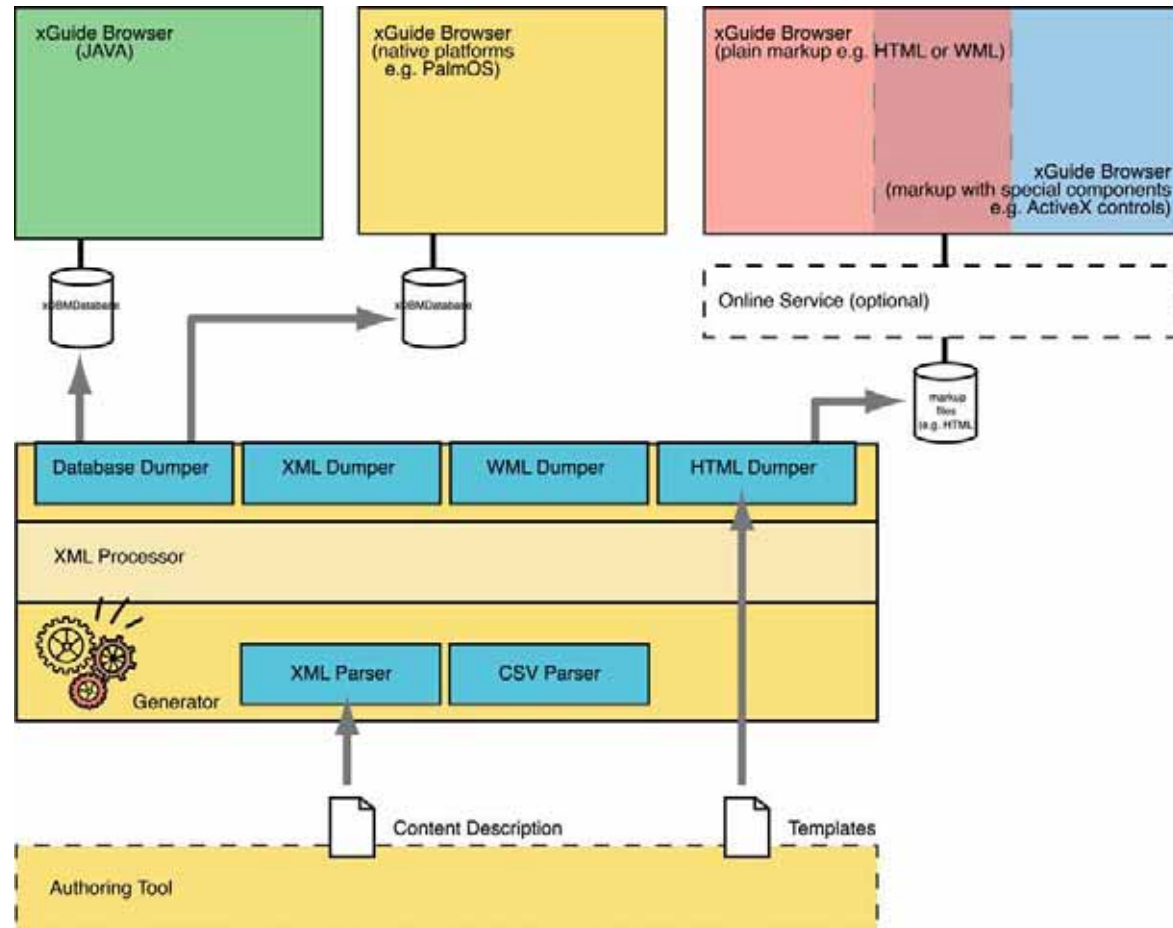 xGuide Browser
(JAVA)
xGuide Browser
(native platforms
e.g. PalmOS)
xGuide Browser
(plain markup e.g. HTML or WML)
xGuide Browser
(markup with special components
e.g. ActiveX controls)
xDBMDatabase
xDBMDatabase
Online Service (optional)
markup
files
(e.g. HTML
Database Dumper
XML Dumper
WML Dumper
HTML Dumper
XML Processor
XML Parser
CSV Parser
Generator
Content Description
Templates
Authoring Tool